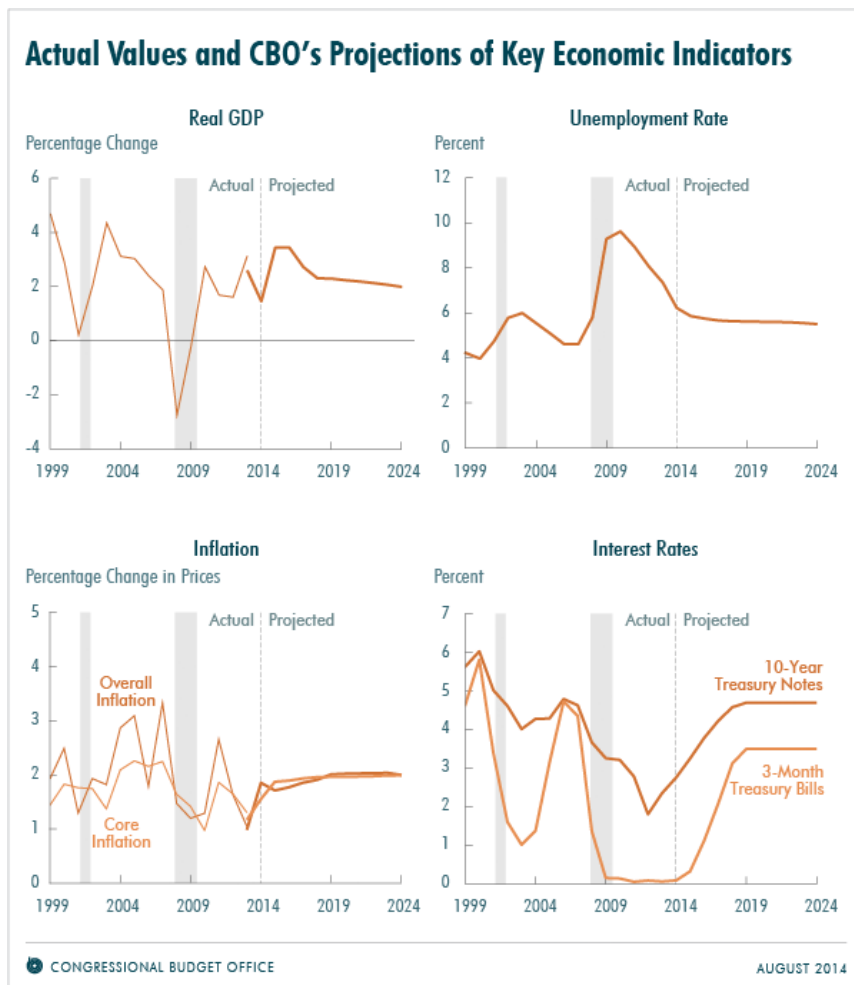 Actual Values and CBO's Projections of Key Economic Indicators
Real GDP
Percentage Change
6
4
2
0
-2
-4
Actual Projected
1999 2004 2009 2014 2019 2024
Unemployment Rate
Percent
12
10
8
6
4
2
0
Actual Projected
1999 2004 2009 2014 2019 2024
Inflation
Percentage Change in Prices
5
4
3
2
1
0
Actual Projected
Overall
Inflation
Core
Inflation
1999 2004 2009 2014 2019 2024
Interest Rates
Percent
7
6
5
4
3
2
1
0
Actual Projected
10-Year
Treasury Notes
3-Month
Treasury Bills
1999 2004 2009 2014 2019 2024
CONGRESSIONAL BUDGET OFFICE
AUGUST 2014